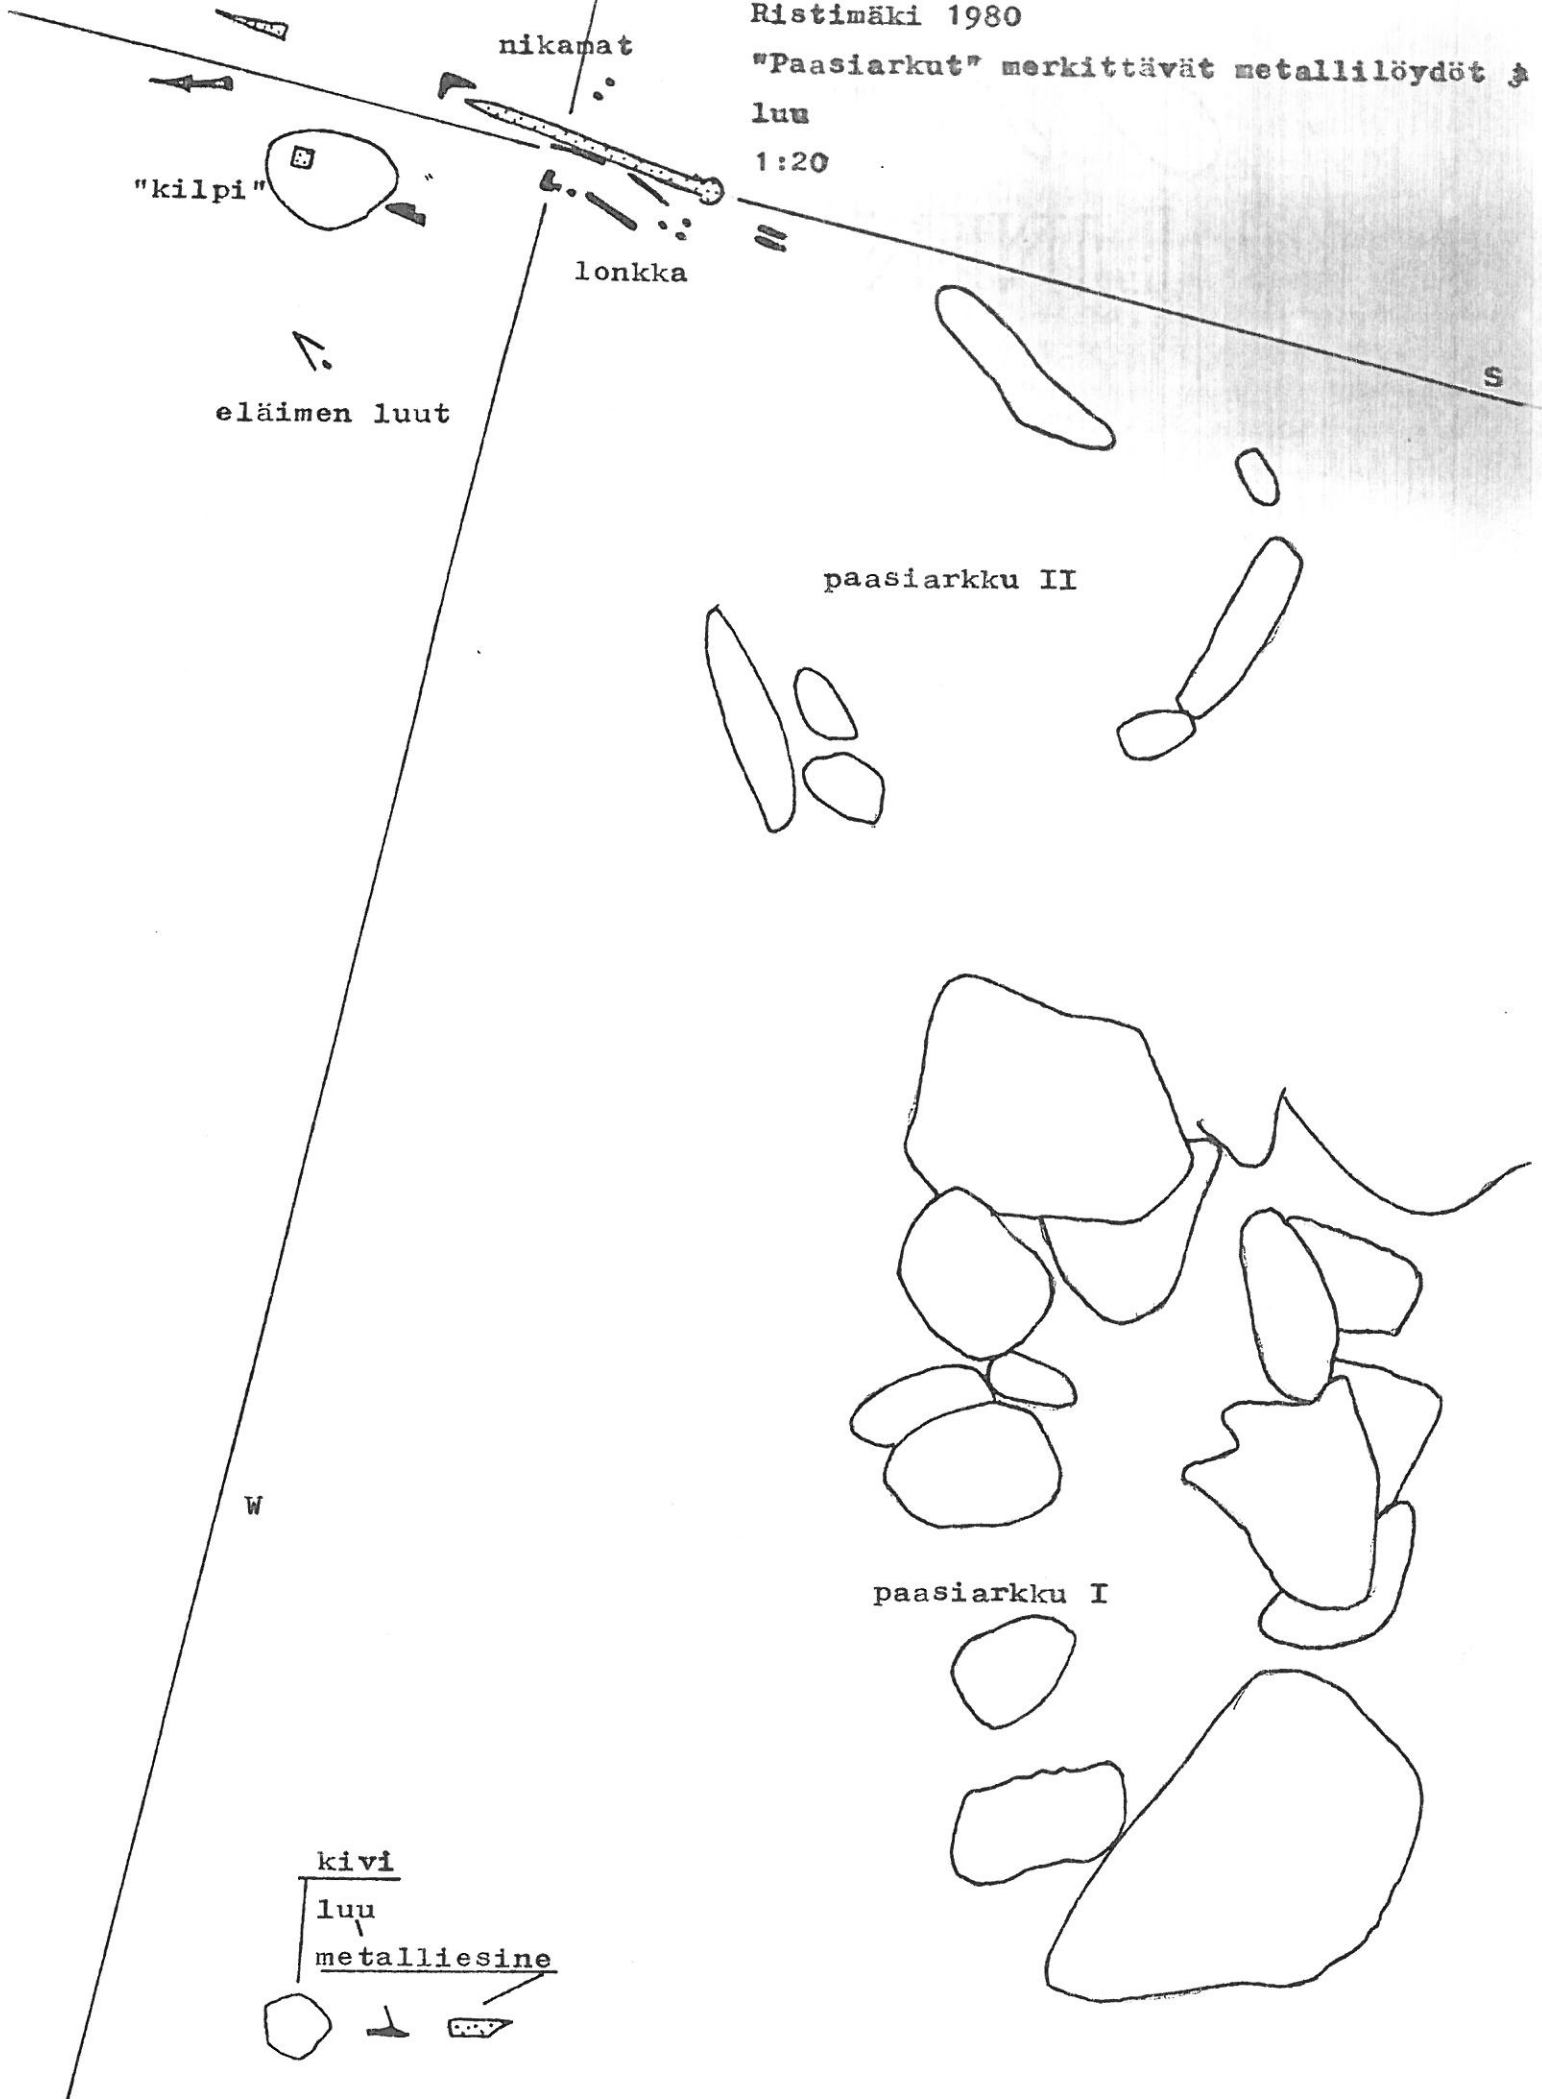 Ristimäki 1980
"Paasiarkut" merkittävät metallilöydöt ja
luu
1:20
nikamat
"kilpi"
lonkka
eläimen luut
S
paasiarkku II
W
paasiarkku I
kivi
luu
metalliesine